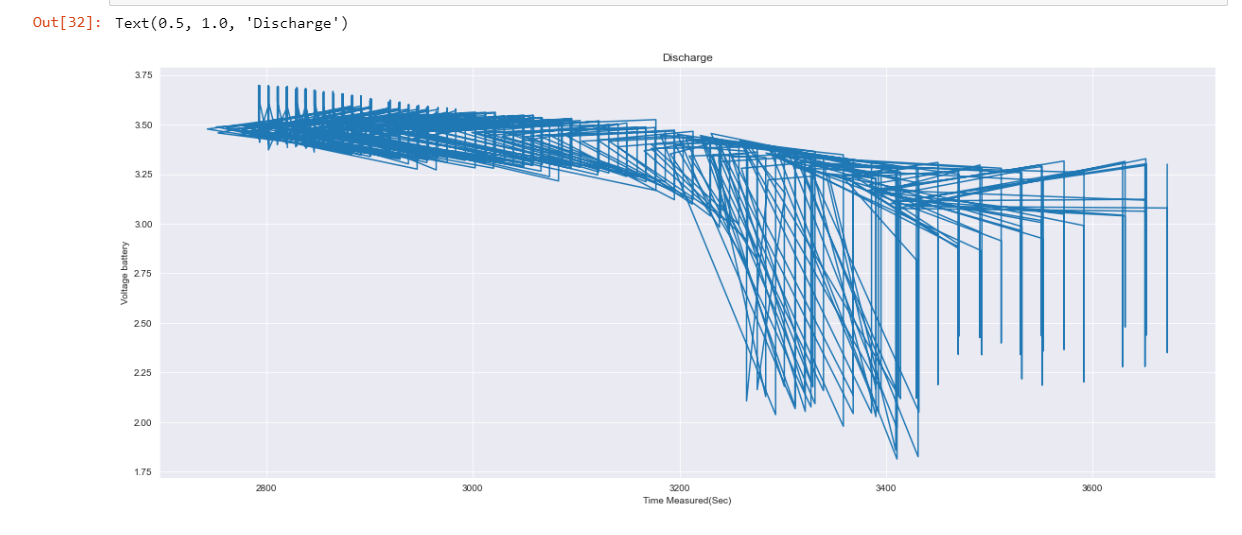 Out[32]: Text(0.5, 1.0, 'Discharge')
Discharge
3.75
3.50
3.25
3.00
2.75
2.50
2.25
2.00
1.75
Voltage battery
2800 3000 3200 3400 3600
Time Measured(Sec)